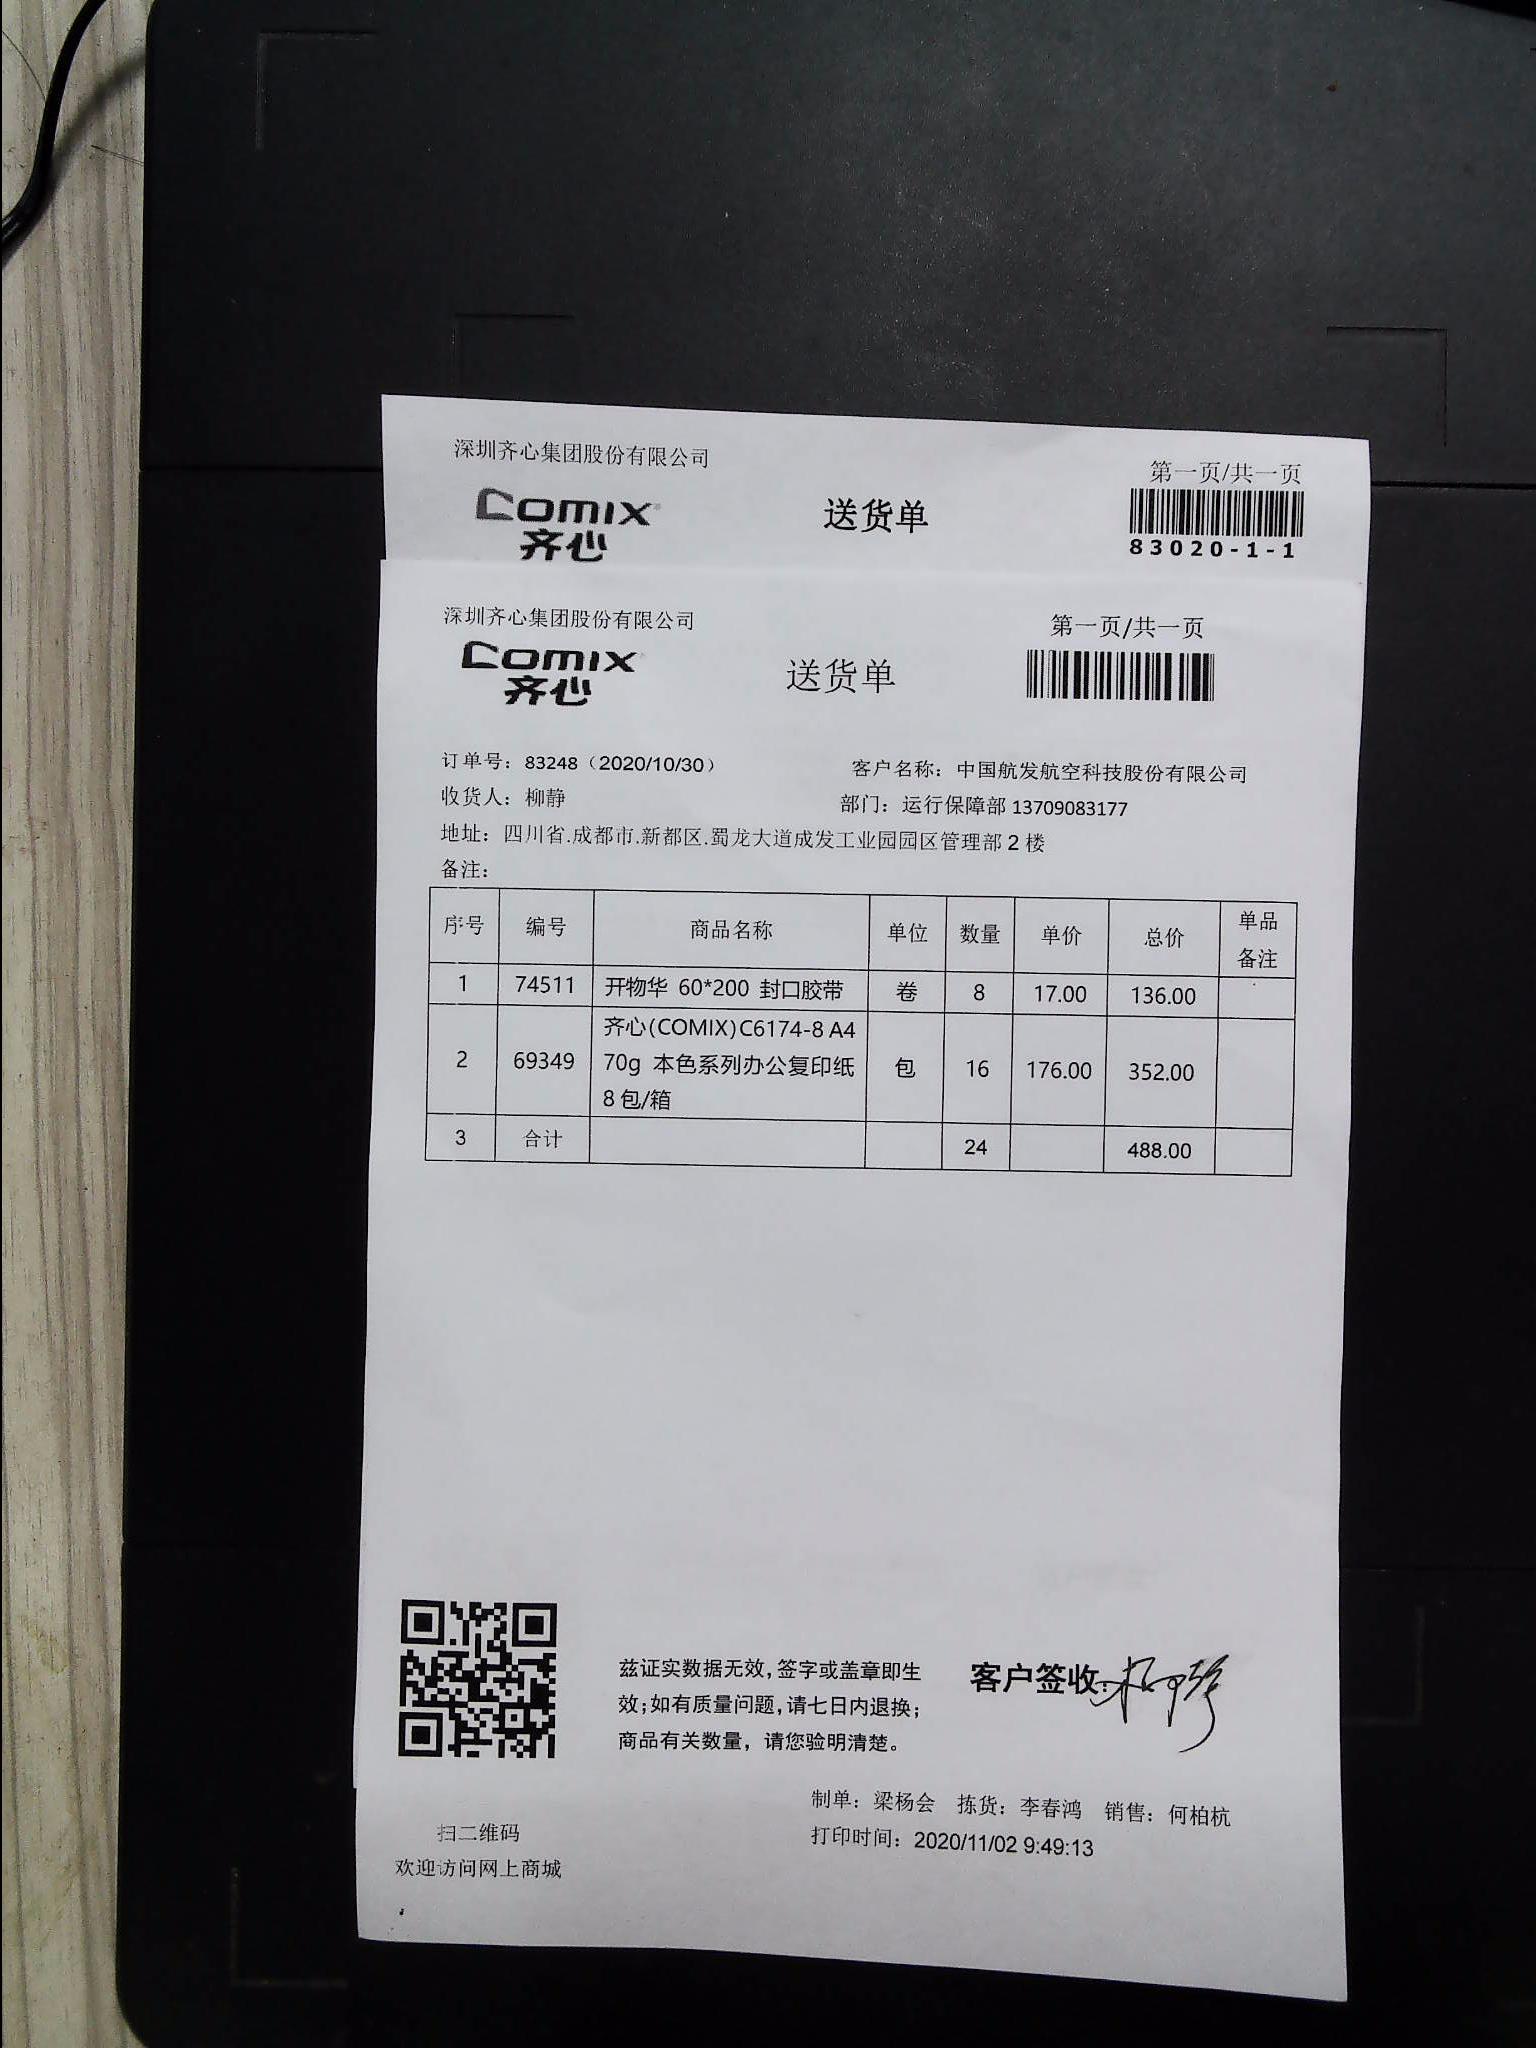 深圳齐心集团股份有限公司
第一页/共一页
comix
齐心
送货单
83020-1-1
深圳齐心集团股份有限公司
第一页/共一页
comix
齐心
送货单
订单号：83248（2020/10/30）
客户名称：中国航发航空科技股份有限公司
收货人：柳静
部门：运行保障部 13709083177
地址：四川省.成都市.新都区.蜀龙大道成发工业园园区管理部 2 楼
备注：
序号 编号 商品名称 单位 数量 单价 总价 单品备注
1 74511 开物华 60*200 封口胶带 卷 8 17.00 136.00
2 69349 齐心(COMIX)C6174-8 A4
70g 本色系列办公复印纸
8 包/箱 包 16 176.00 352.00
3 合计 24 488.00
兹证实数据无效,签字或盖章即生
效;如有质量问题,请七日内退换;
商品有关数量，请您验明清楚。
客户签收: 柳静
制单：梁杨会 拣货：李春鸿 销售：何柏杭
打印时间：2020/11/02 9:49:13
扫二维码
欢迎访问网上商城